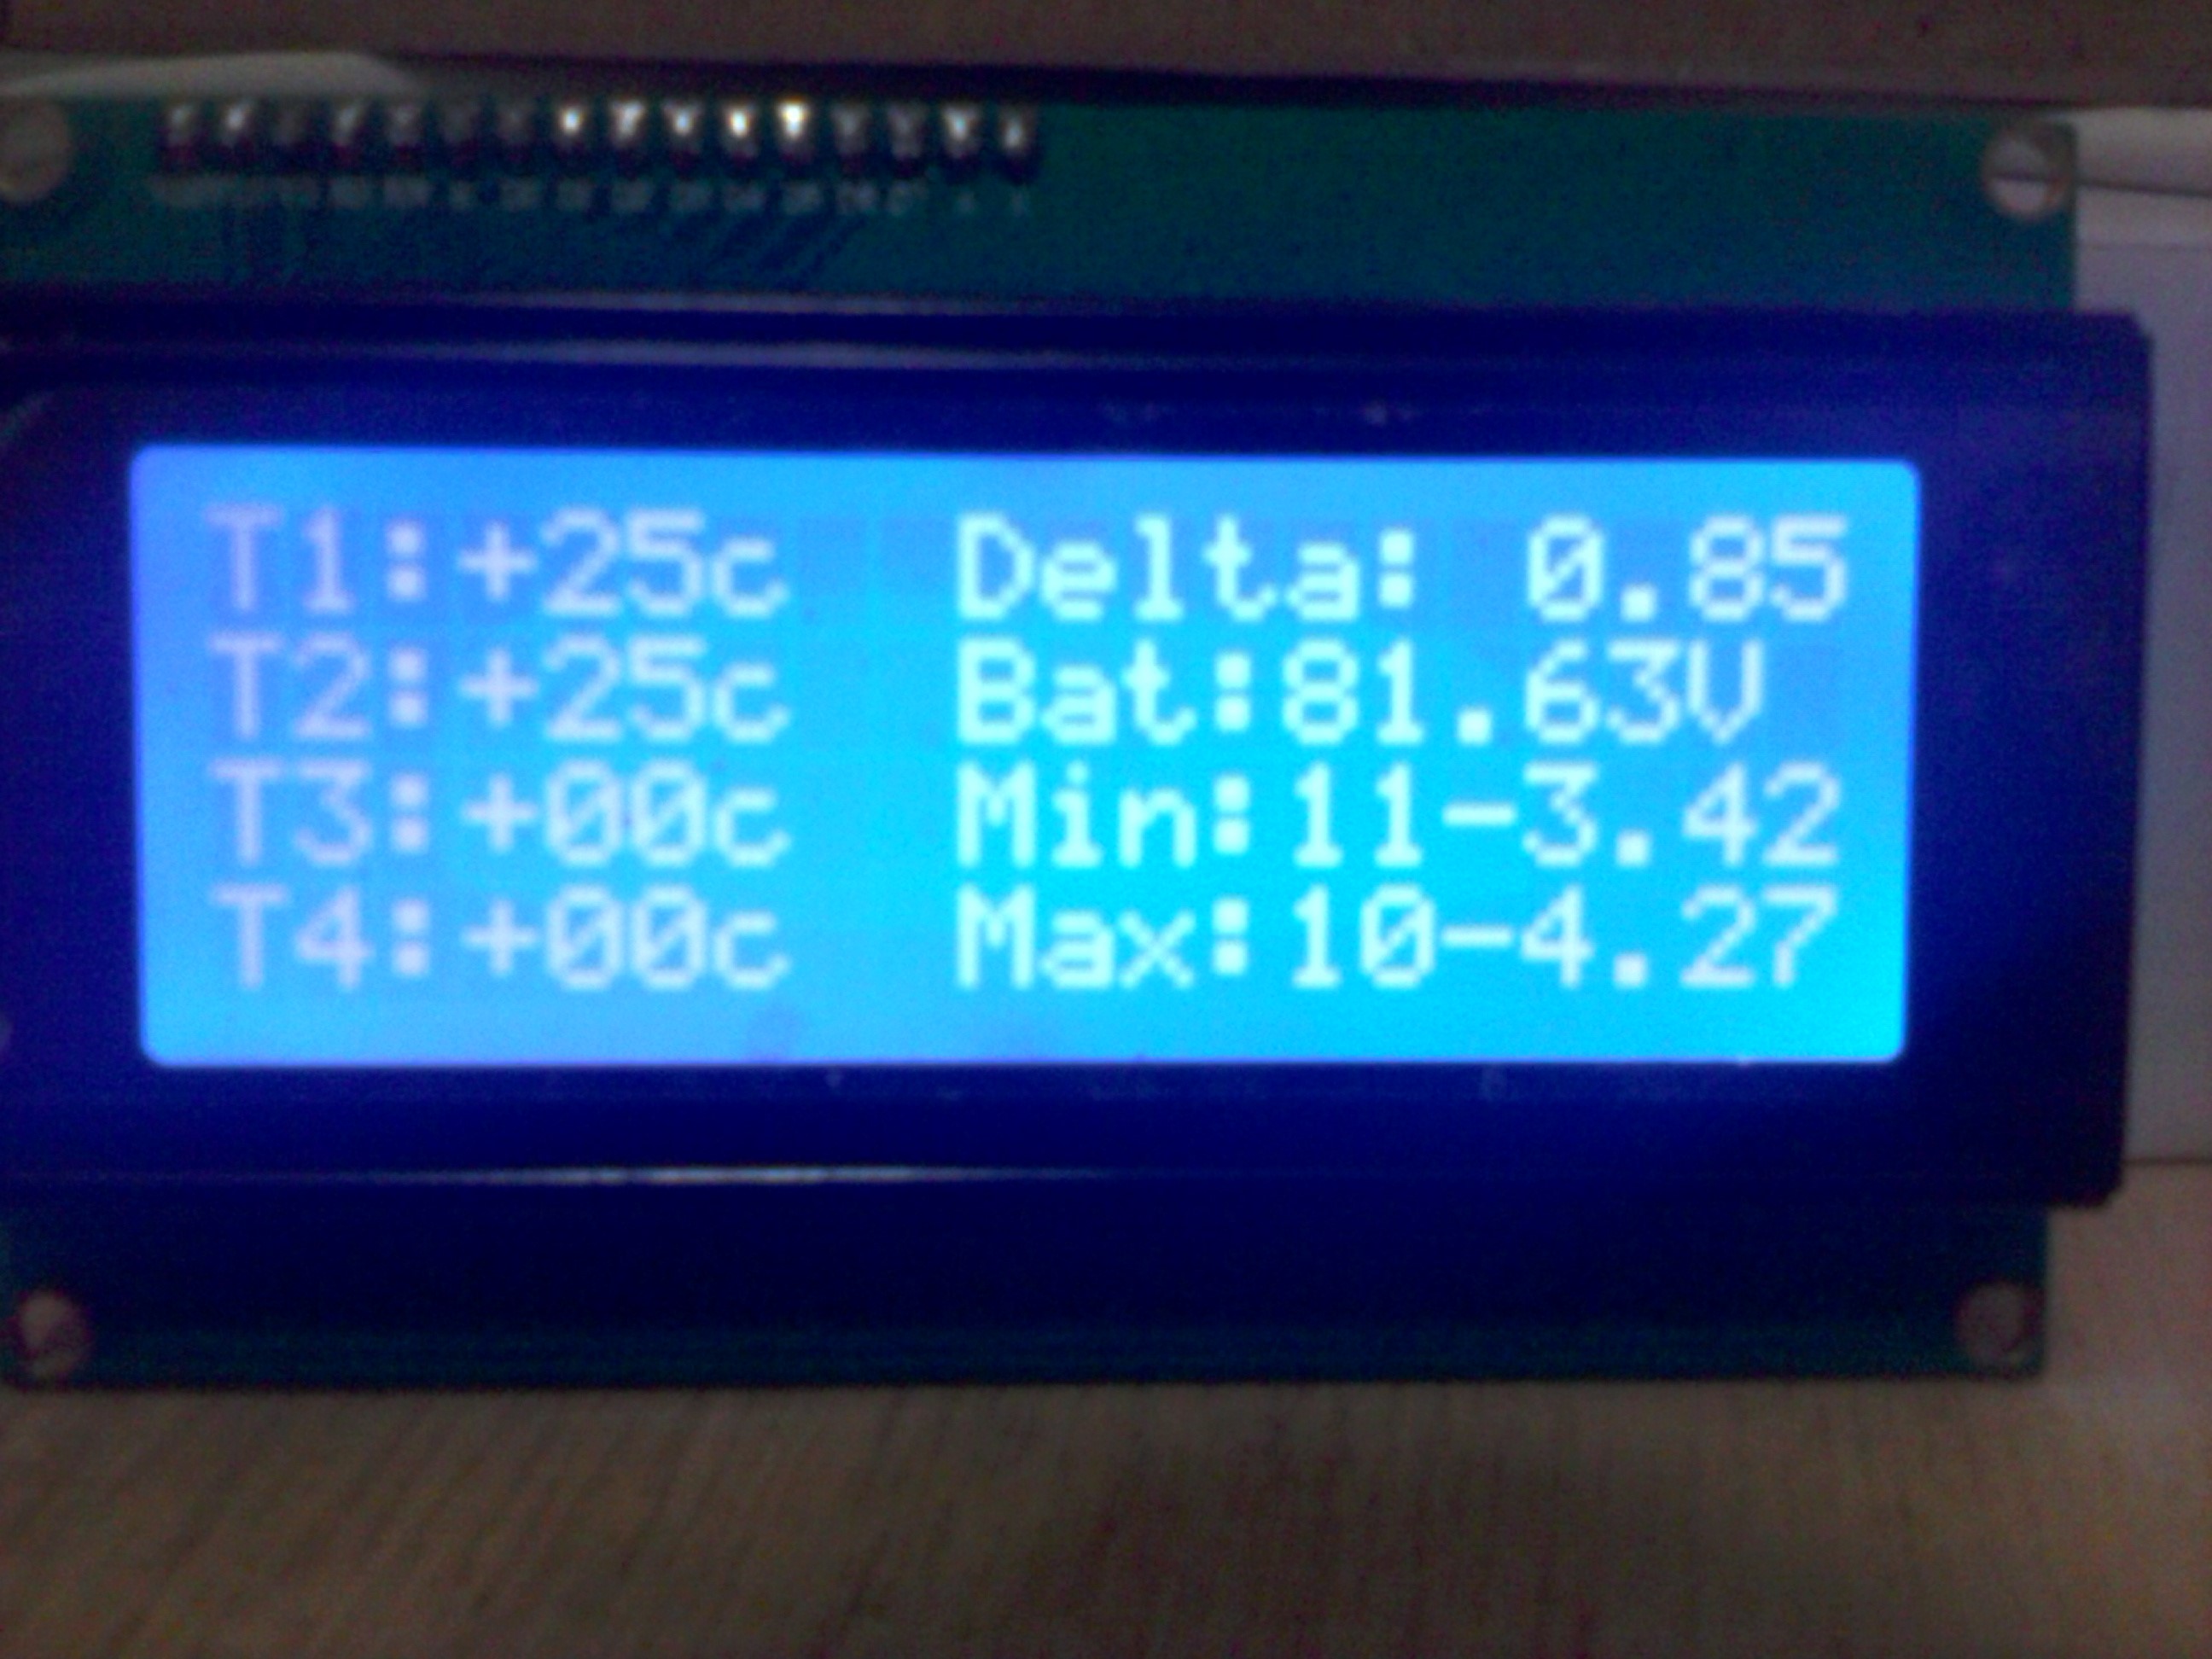 T1:+25c  Delta: 0.85
T2:+25c  Bat:81.63V
T3:+00c  Min:11-3.42
T4:+00c  Max:10-4.27